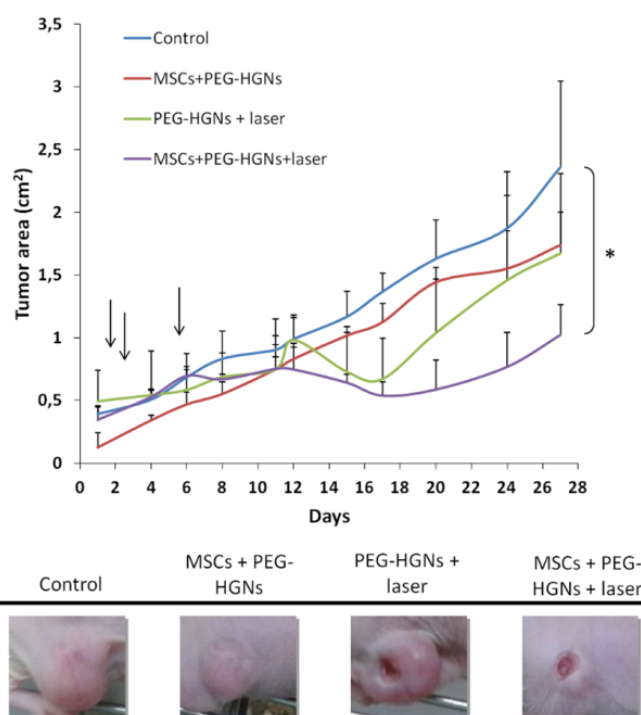 3,5
3
2,5
2
1,5
1
0,5
0
Tumor area (cm²)
Control
MSCs+PEG-HGNs
PEG-HGNs + laser
MSCs+PEG-HGNs+laser
*
0 2 4 6 8 10 12 14 16 18 20 22 24 26 28
Days
Control
MSCs + PEG-
HGNs
PEG-HGNs +
laser
MSCs + PEG-
HGNs + laser